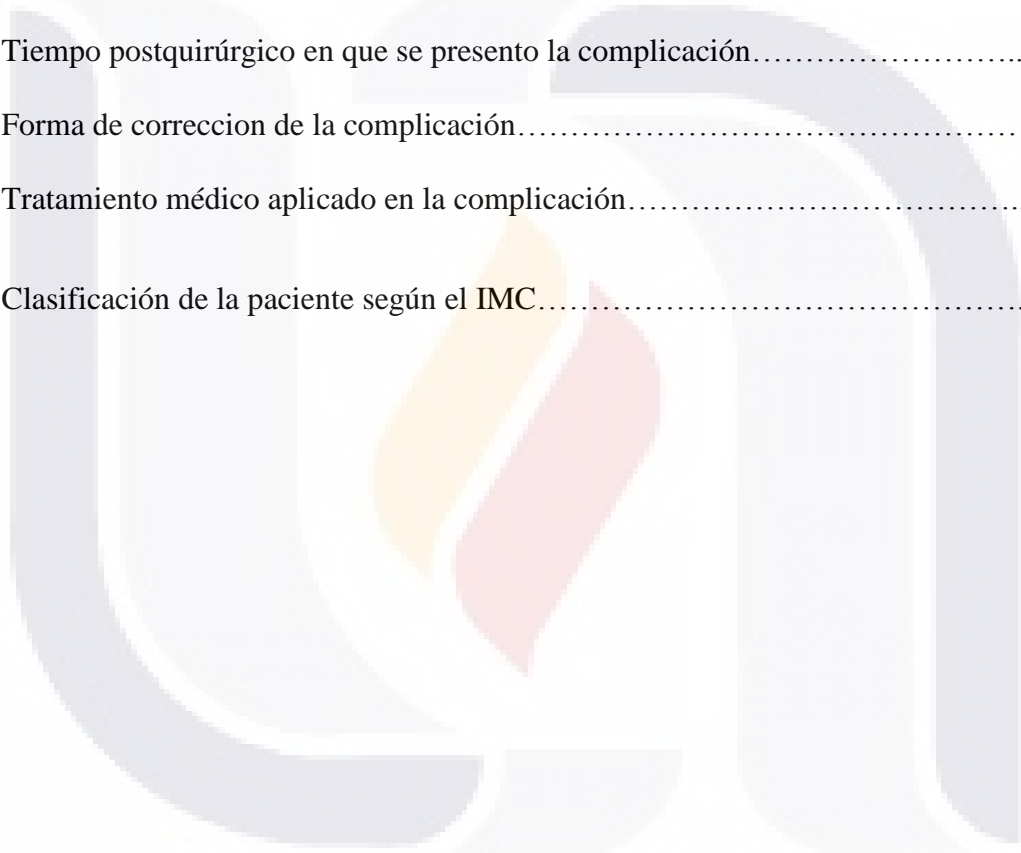 Tiempo postquirúrgico en que se presento la complicación……………………..
Forma de correccion de la complicación……………………………………….
Tratamiento médico aplicado en la complicación……………………………….
Clasificación de la paciente según el IMC……………………………………….